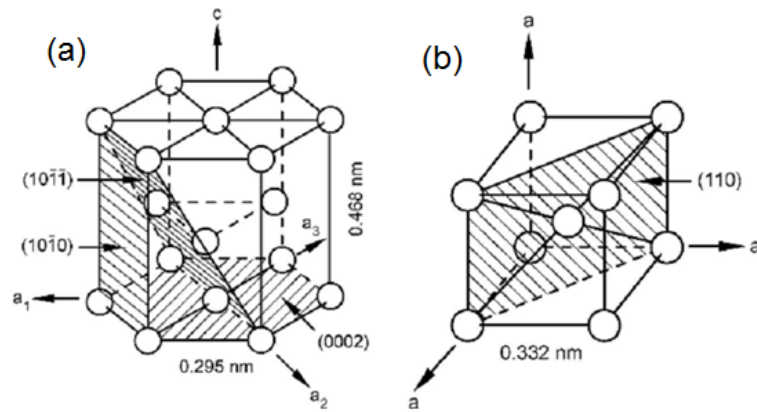 (a)
c
(101̄1̄)
(101̄0)
a₁
a₂
a₃
0.468 nm
(0002)
0.295 nm
(b)
a
(110)
a
0.332 nm
a